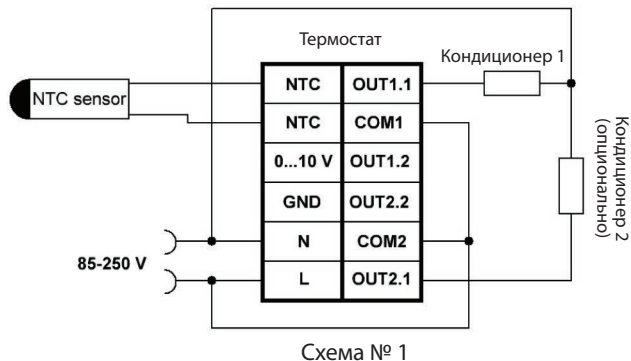 Термостат
Кондиционер 1
NTC sensor
NTC OUT1.1
NTC COM1
0...10 V OUT1.2
GND OUT2.2
N COM2
L OUT2.1
85-250 V
Кондиционер 2
(опционально)
Схема № 1